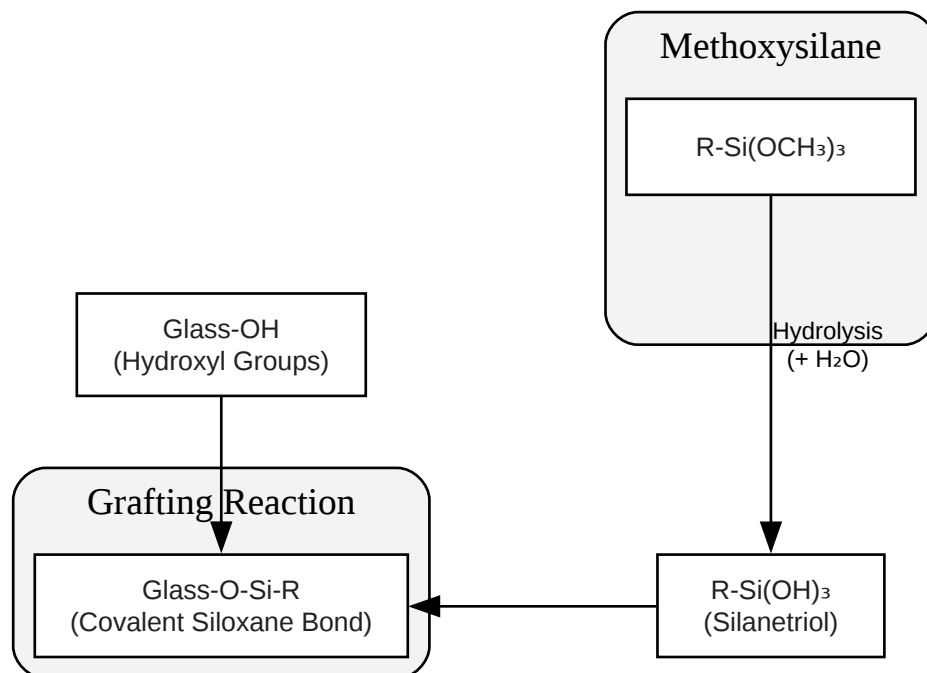 Methoxysilane
R-Si(OCH₃)₃
Hydrolysis
(+ H₂O)
Glass-OH
(Hydroxyl Groups)
Grafting Reaction
Glass-O-Si-R
(Covalent Siloxane Bond)
R-Si(OH)₃
(Silanetriol)